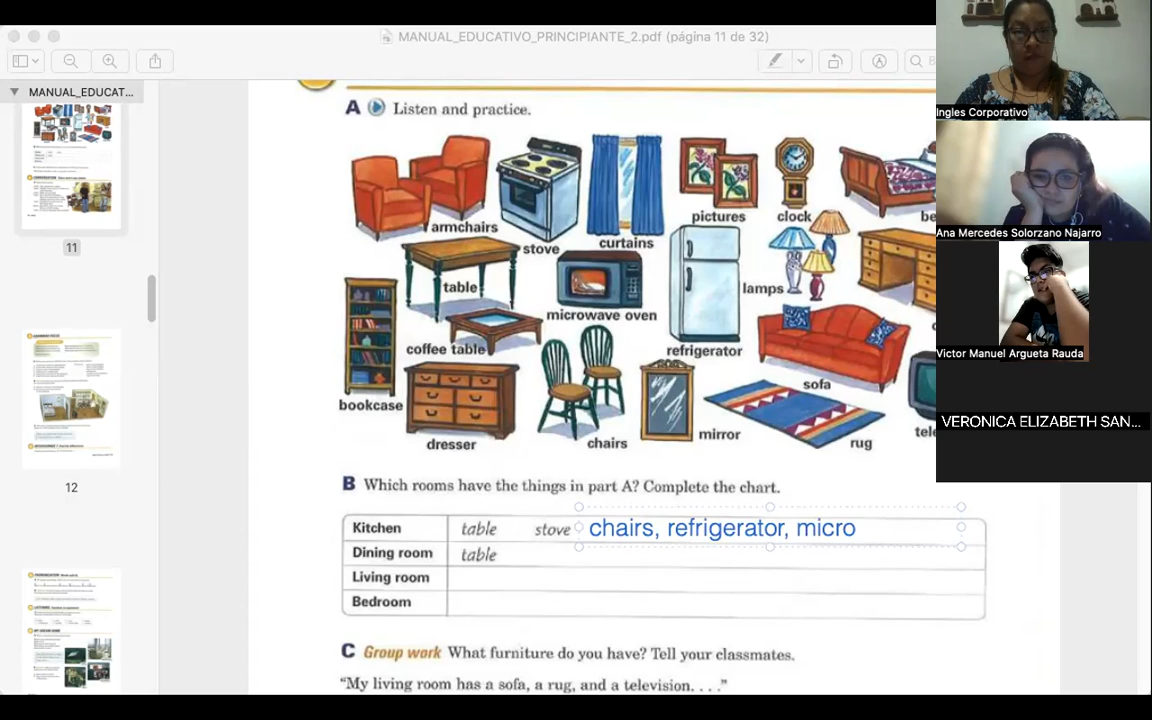 MANUAL_EDUCATIVO_PRINCIPIANTE_2.pdf (página 11 de 32)
MANUAL_EDUCAT...
A Listen and practice.
armchairs
stove
curtains
pictures
clock
be
table
microwave oven
lamps
coffee table
refrigerator
sofa
bookcase
dresser
chairs
mirror
rug
tele
B Which rooms have the things in part A? Complete the chart.
Kitchen table stove chairs, refrigerator, micro
Dining room table
Living room
Bedroom
C Group work What furniture do you have? Tell your classmates.
“My living room has a sofa, a rug, and a television. . . .”
11
12
Ingles Corporativo
Ana Mercedes Solorzano Najarro
Victor Manuel Argueta Rauda
VERONICA ELIZABETH SAN...